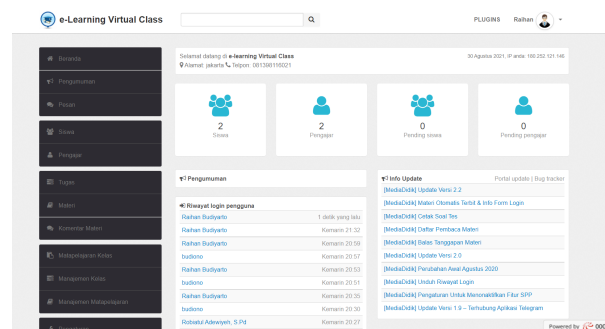 e-Learning Virtual Class
PLUGINS Raihan
Beranda
Pengumuman
Pesan
Siswa
Pengajar
Tugas
Materi
Komentar Materi
Matapelajaran Kelas
Manajemen Kelas
Manajemen Matapelajaran
Selamat datang di e-learning Virtual Class
Alamat: jakarta Telpon: 081398116021
30 Agustus 2021, IP anda: 180.252.121.146
2
Siswa
2
Pengajar
0
Pending siswa
0
Pending pengajar
Pengumuman
Riwayat login pengguna
Raihan Budiyarto 1 detik yang lalu
Raihan Budiyarto Kemarin 21:32
Raihan Budiyarto Kemarin 20:58
budiono Kemarin 20:57
Raihan Budiyarto Kemarin 20:53
budiono Kemarin 20:51
Raihan Budiyarto Kemarin 20:35
budiono Kemarin 20:30
Robiatul Adewiyeh, S.Pd Kemarin 20:27
Info Update Portal update | Bug tracker
[MediaDidik] Update Versi 2.2
[MediaDidik] Materi Otomatis Terbit & Info Form Login
[MediaDidik] Cetak Soal Tes
[MediaDidik] Daftar Pembaca Materi
[MediaDidik] Balas Tanggapan Materi
[MediaDidik] Update Versi 2.0
[MediaDidik] Perubahan Awal Agustus 2020
[MediaDidik] Unduh Riwayat Login
[MediaDidik] Pengaturan Untuk Menonaktifkan Fitur SPP
[MediaDidik] Update Versi 1.9 – Terhubung Aplikasi Telegram
Powered by 000